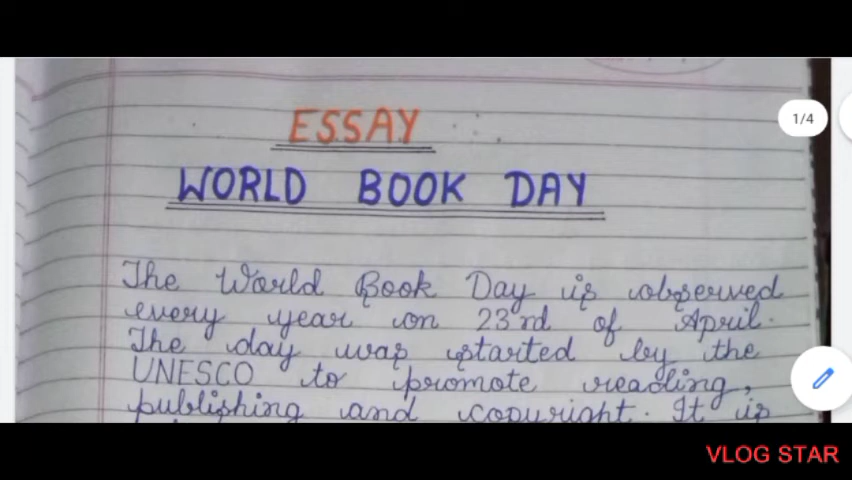 ESSAY
1/4
WORLD BOOK DAY
The World Book Day is observed
every year on 23rd of April.
The day was started by the
UNESCO to promote reading,
publishing and copyright. It is
VLOG STAR